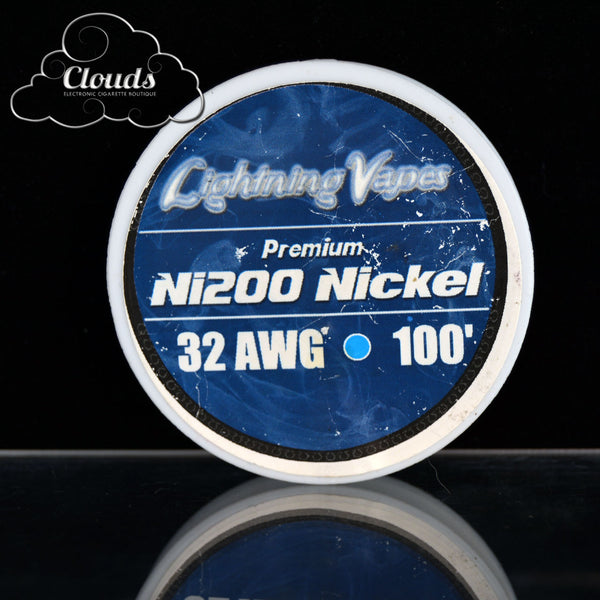 Clouds
ELECTRONIC CIGARETTE BOUTIQUE
Lightning Vapes
Premium
Ni200 Nickel
32 AWG 100'